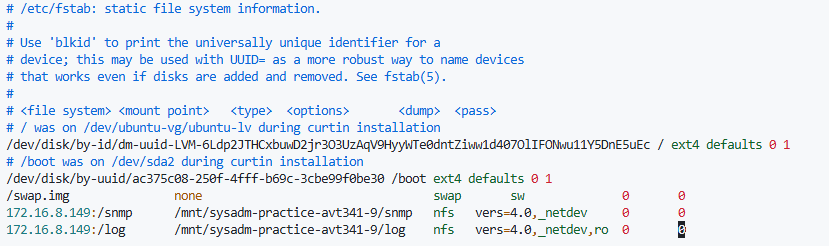 #
# /etc/fstab: static file system information.
#
# Use 'blkid' to print the universally unique identifier for a
# device; this may be used with UUID= as a more robust way to name devices
# that works even if disks are added and removed. See fstab(5).
#
# <file system> <mount point>   <type>  <options>       <dump>  <pass>
# / was on /dev/ubuntu-vg/ubuntu-lv during curtin installation
/dev/disk/by-id/dm-uuid-LVM-6Ldp2JTHCxbuwD2jr3O3UzAqV9HyyWTe0dntZiww1d407OlIFONwu11Y5DnE5uEc / ext4 defaults 0 1
# /boot was on /dev/sda2 during curtin installation
/dev/disk/by-uuid/ac375c08-250f-4fff-b69c-3cbe99f0be30 /boot ext4 defaults 0 1
/swap.img             none                             swap      sw            0      0
172.16.8.149:/snmp   /mnt/sysadm-practice-avt341-9/snmp   nfs   vers=4.0,_netdev     0      0
172.16.8.149:/log    /mnt/sysadm-practice-avt341-9/log    nfs   vers=4.0,_netdev,ro  0      0